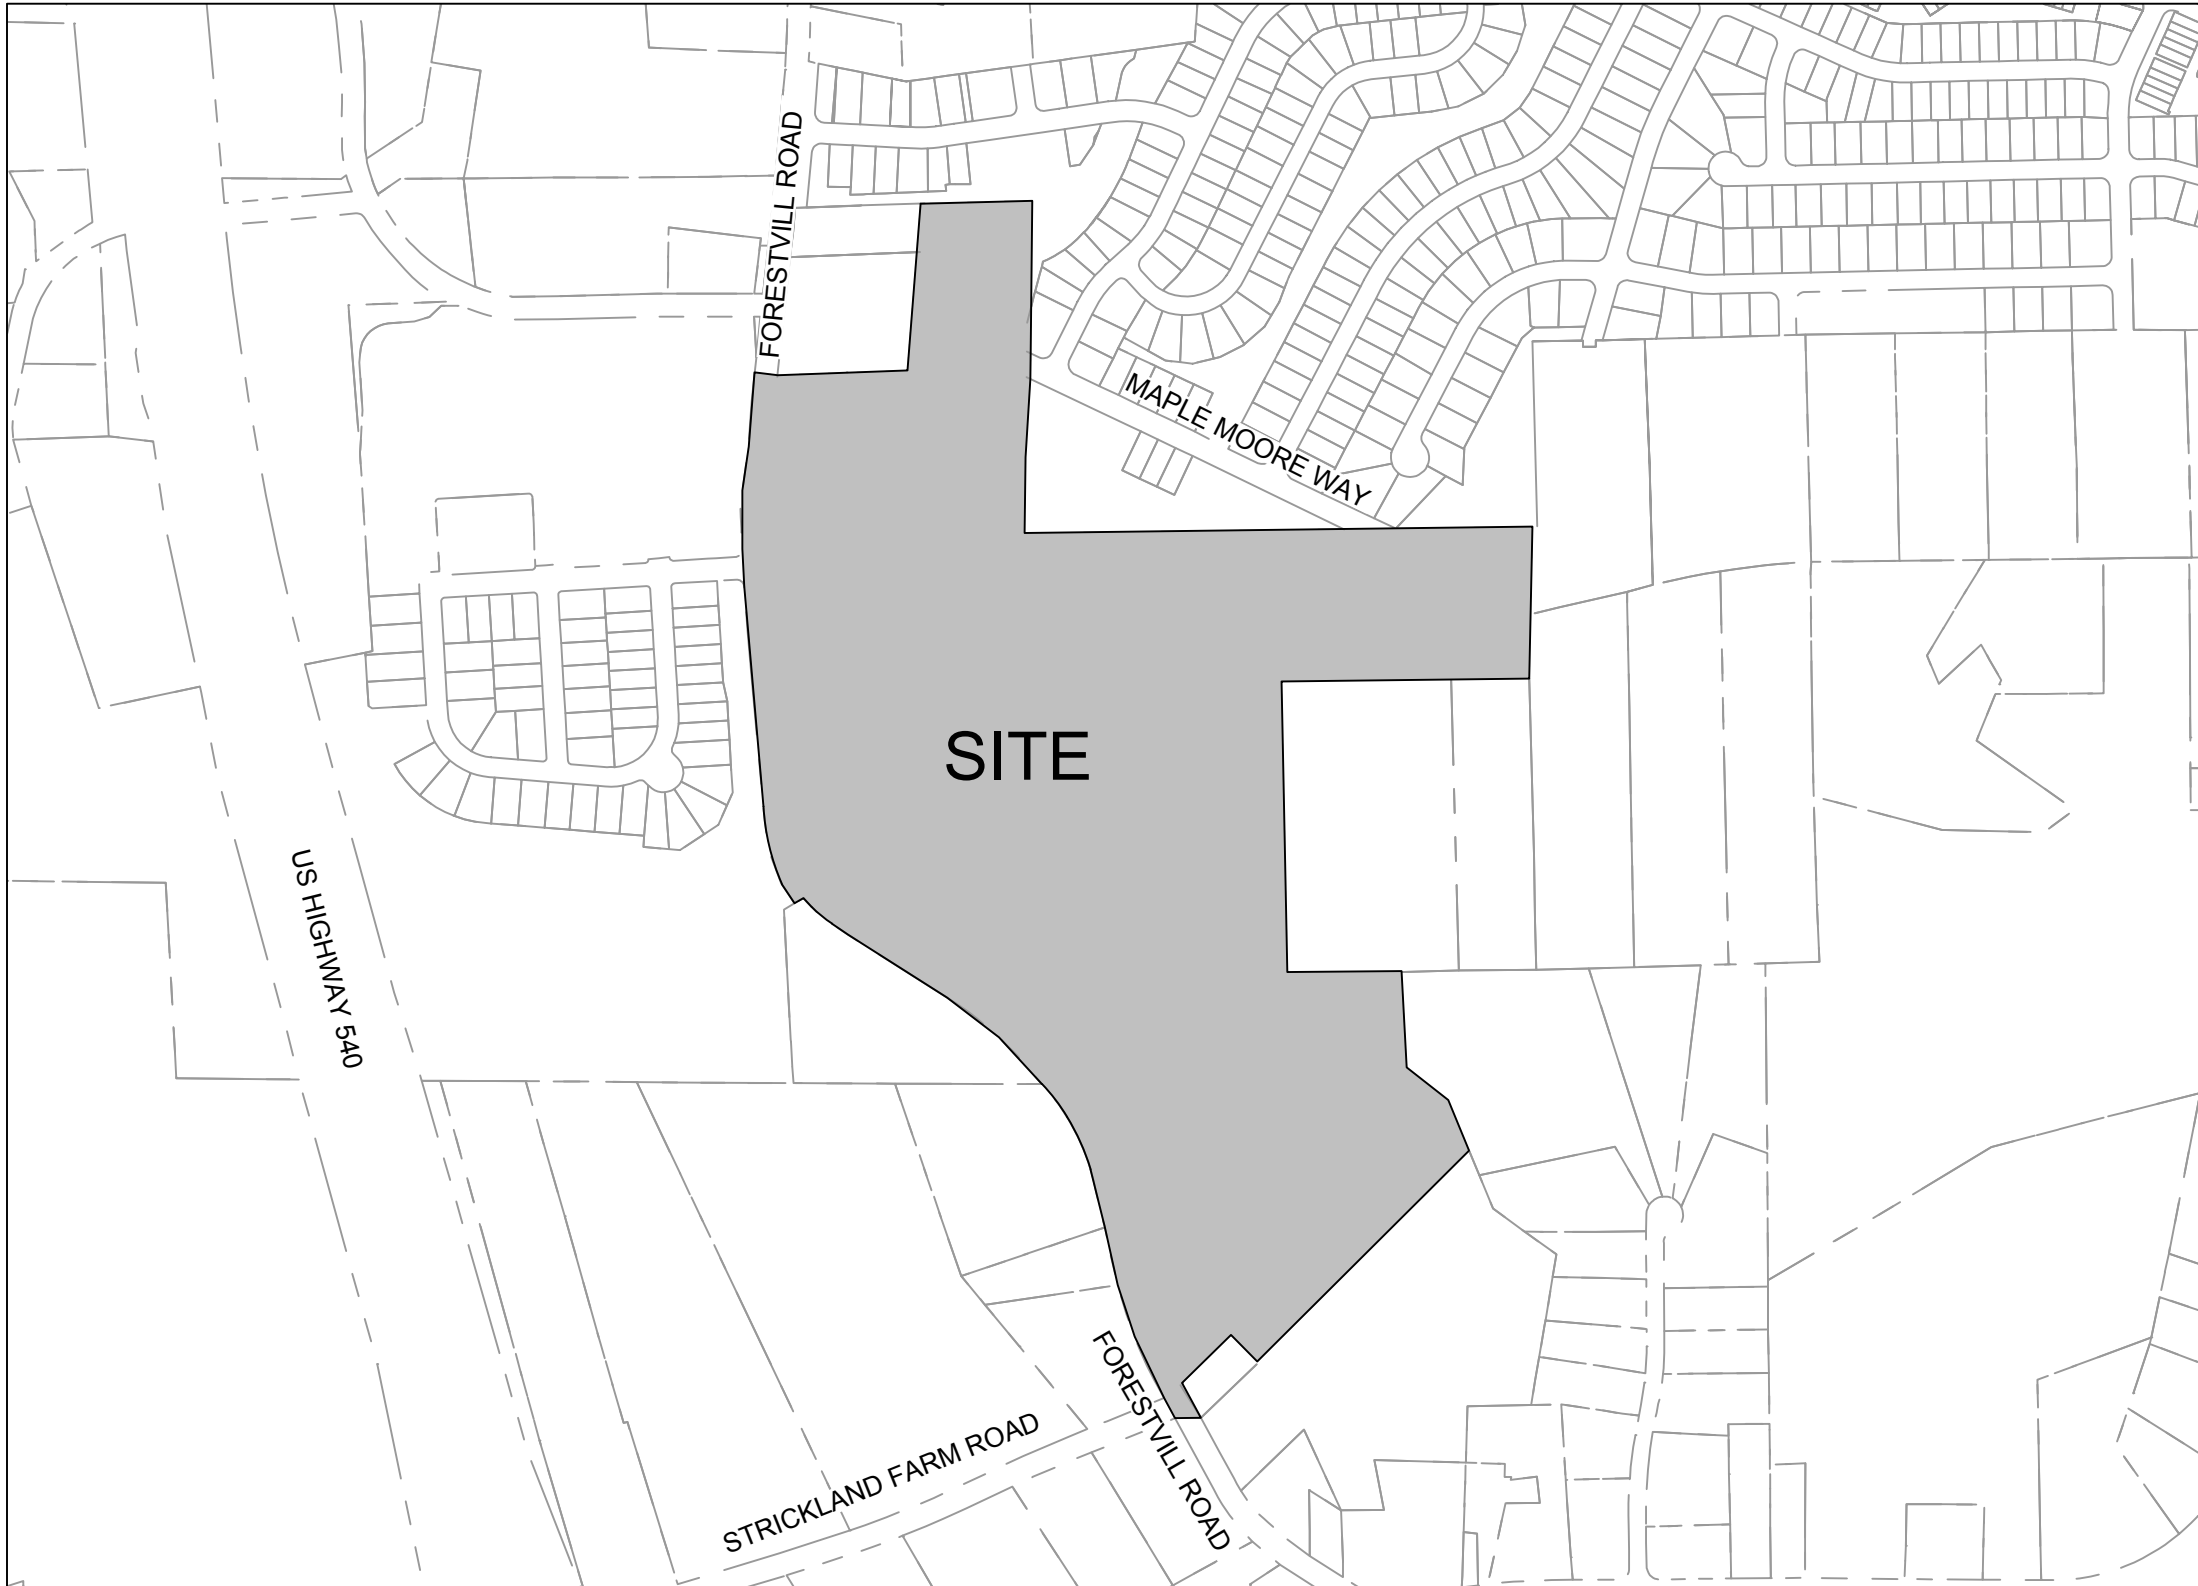 FORESTVILL ROAD
MAPLE MOORE WAY
SITE
US HIGHWAY 540
FORESTVILL ROAD
STRICKLAND FARM ROAD